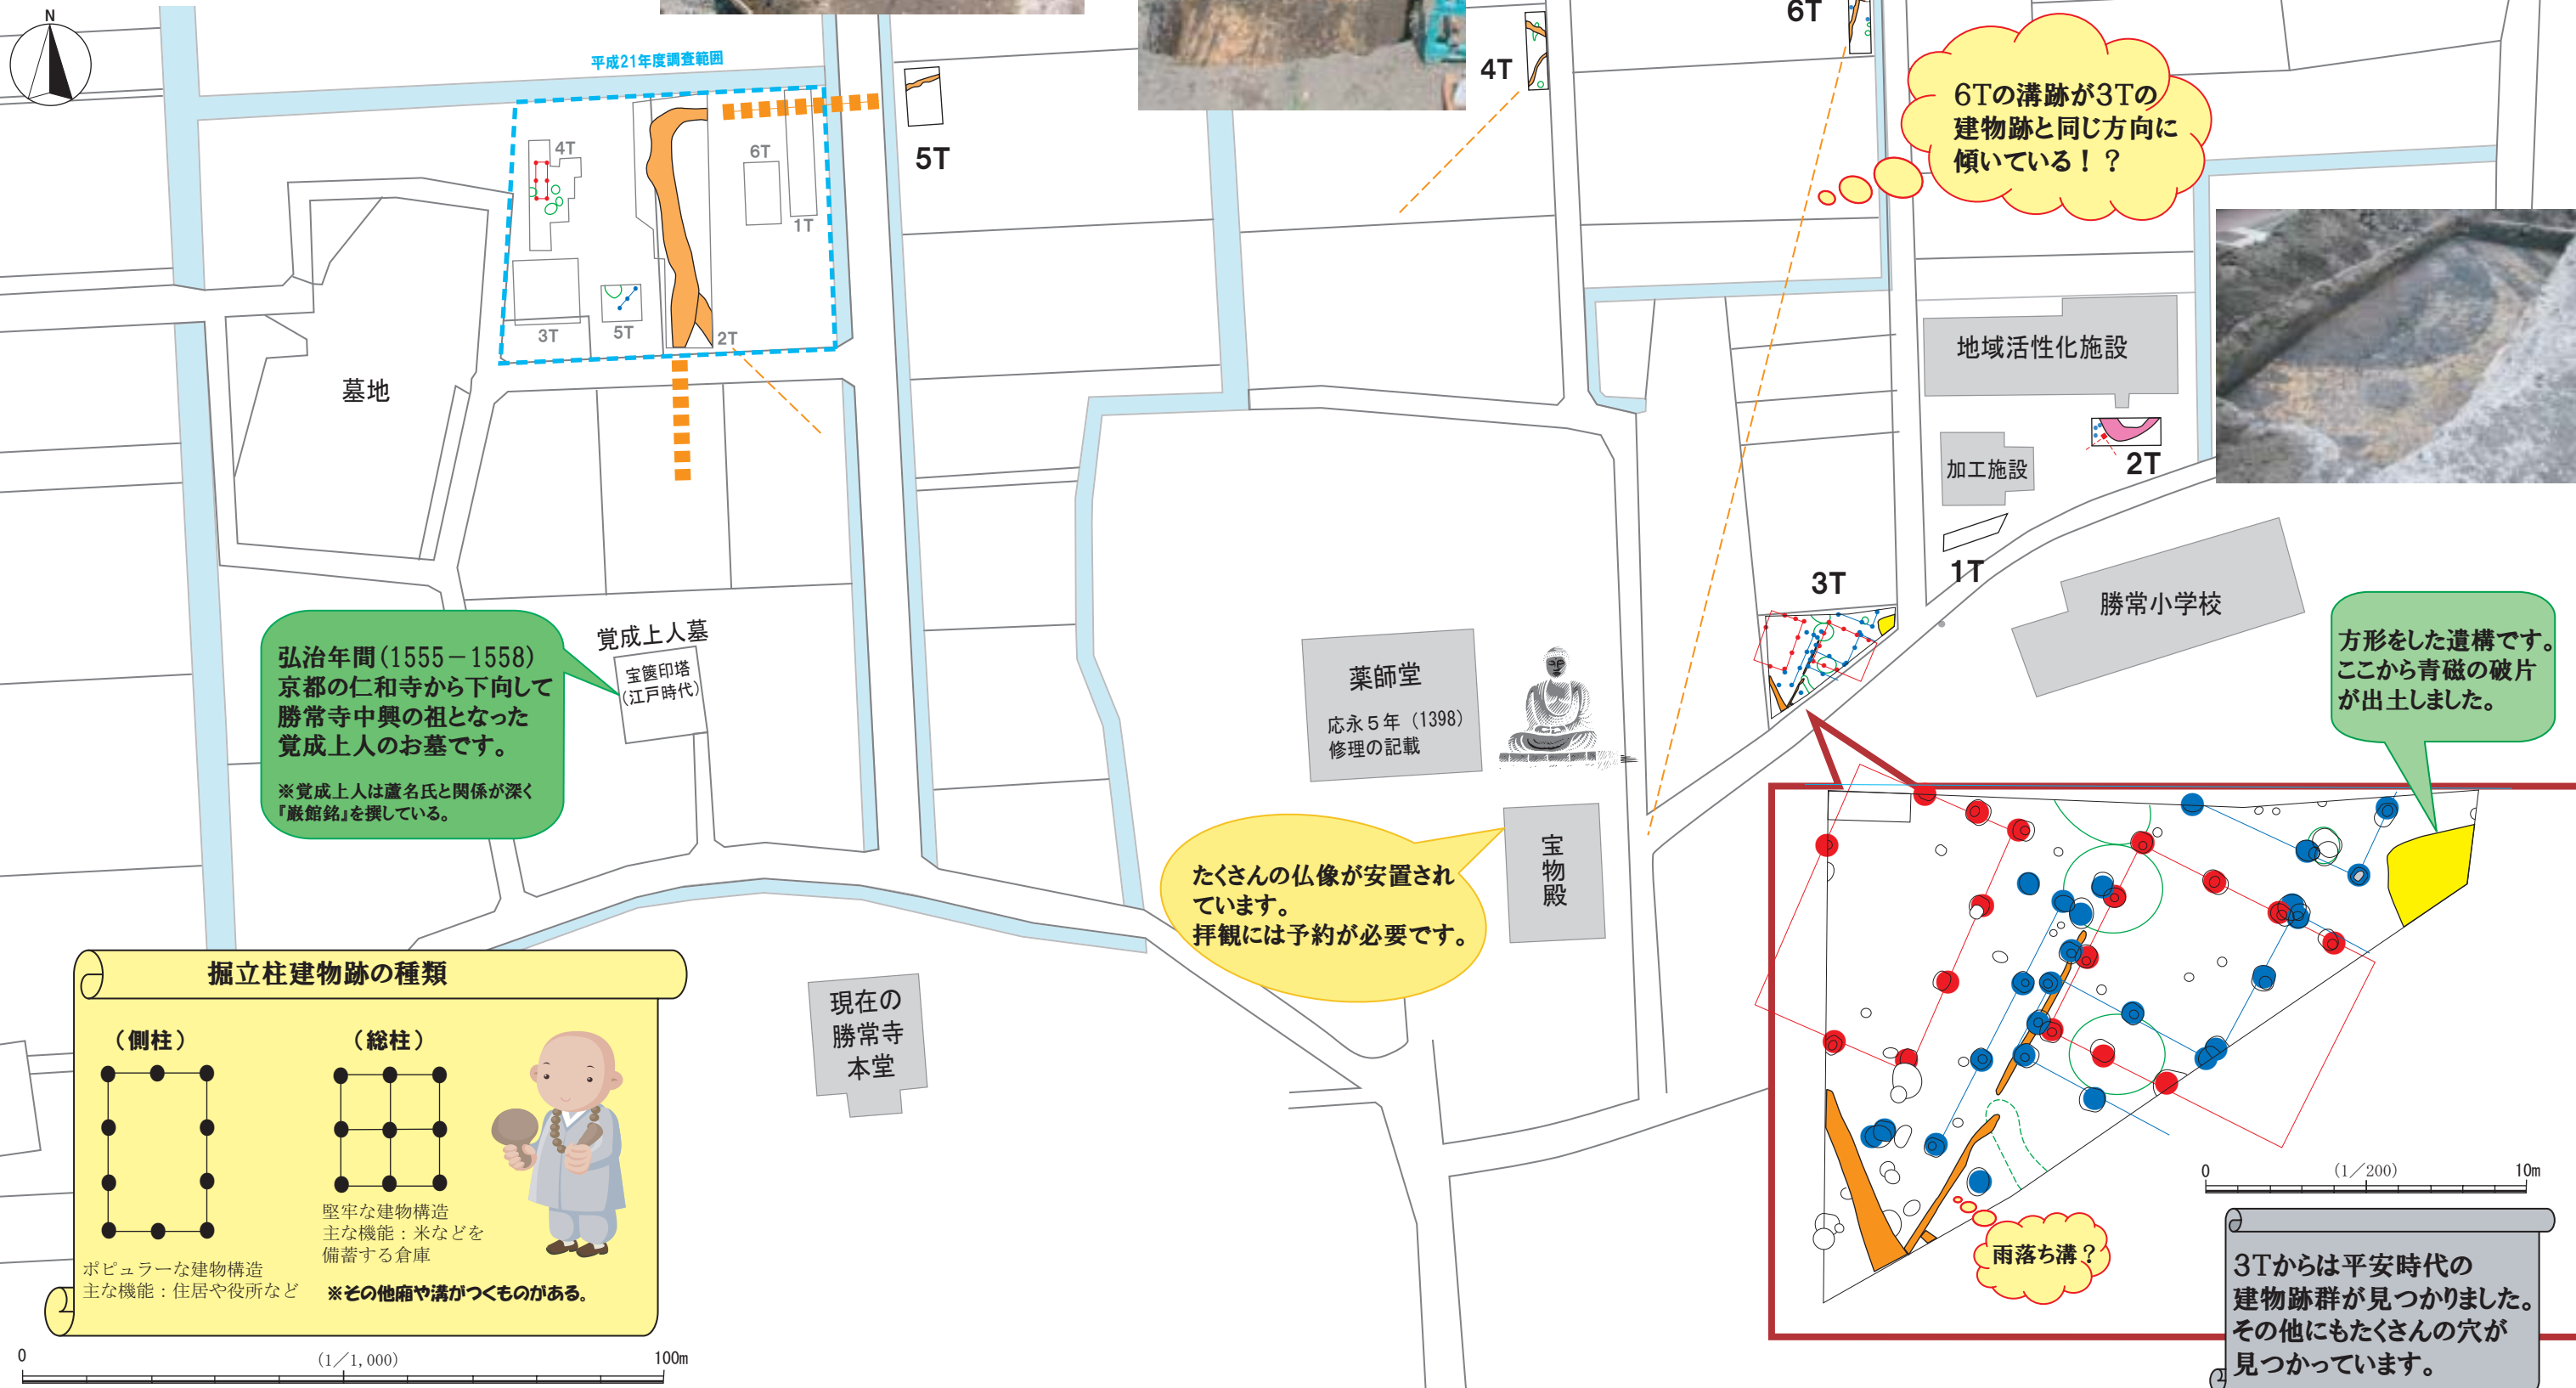 N
平成21年度調査範囲
4T
6T
1T
3T
5T
2T
5T
4T
6T
6Tの溝跡が3Tの
建物跡と同じ方向に
傾いている！？
墓地
地域活性化施設
加工施設
2T
1T
3T
勝常小学校
弘治年間(1555－1558)
京都の仁和寺から下向して
勝常寺中興の祖となった
覚成上人のお墓です。
※覚成上人は蘆名氏と関係が深く
『巌館銘』を撰している。
覚成上人墓
宝篋印塔
(江戸時代)
薬師堂
応永５年（1398）
修理の記載
方形をした遺構です。
ここから青磁の破片
が出土しました。
たくさんの仏像が安置され
ています。
拝観には予約が必要です。
宝物殿
現在の
勝常寺
本堂
掘立柱建物跡の種類
（側柱）
（総柱）
ポピュラーな建物構造
主な機能：住居や役所など
堅牢な建物構造
主な機能：米などを
備蓄する倉庫
※その他廂や溝がつくものがある。
0 (1／1,000) 100m
雨落ち溝？
0 (1／200) 10m
3Tからは平安時代の
建物跡群が見つかりました。
その他にもたくさんの穴が
見つかっています。